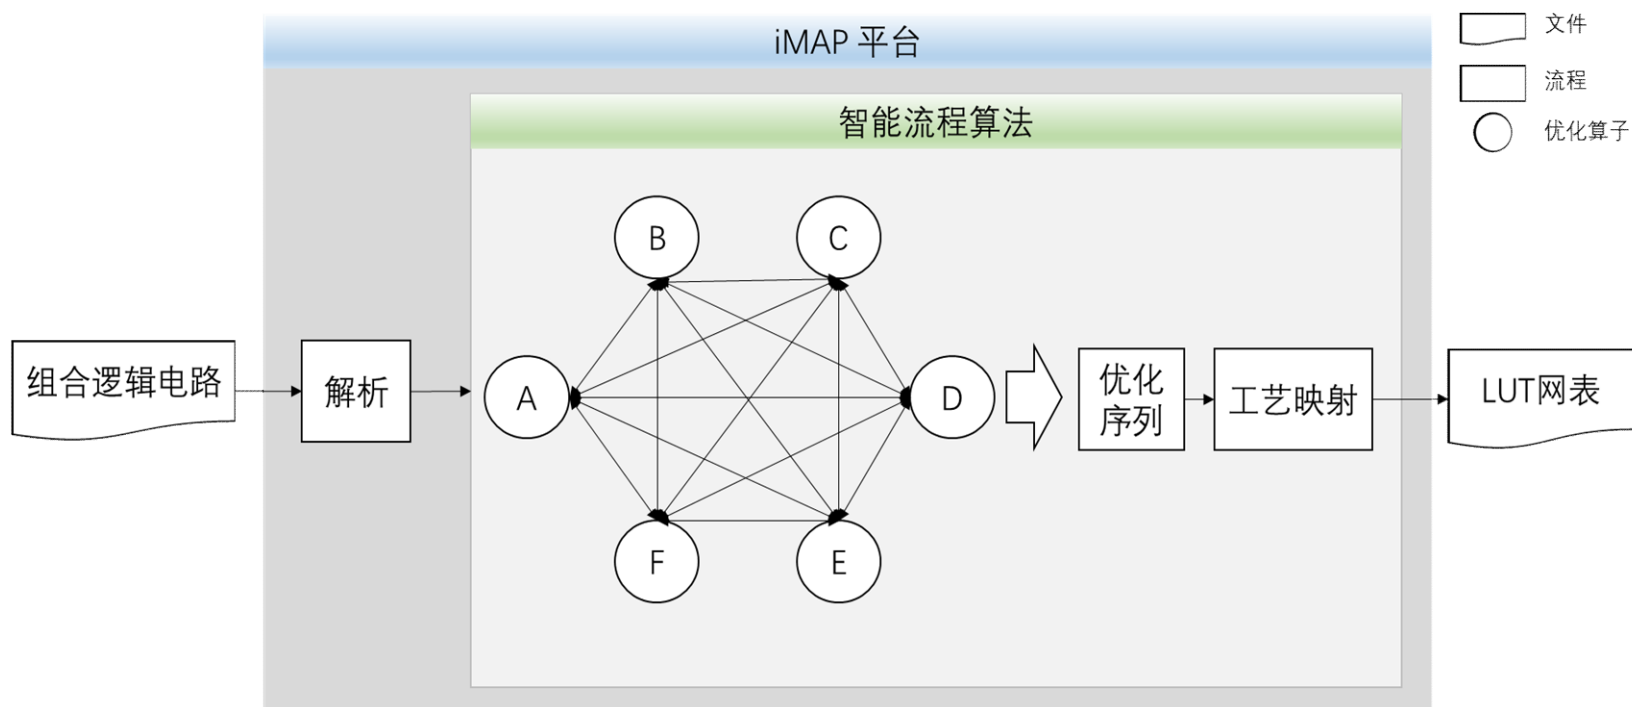 iMAP 平台
文件
流程
优化算子
智能流程算法
B
C
组合逻辑电路
解析
A
D
优化
序列
工艺映射
LUT网表
F
E